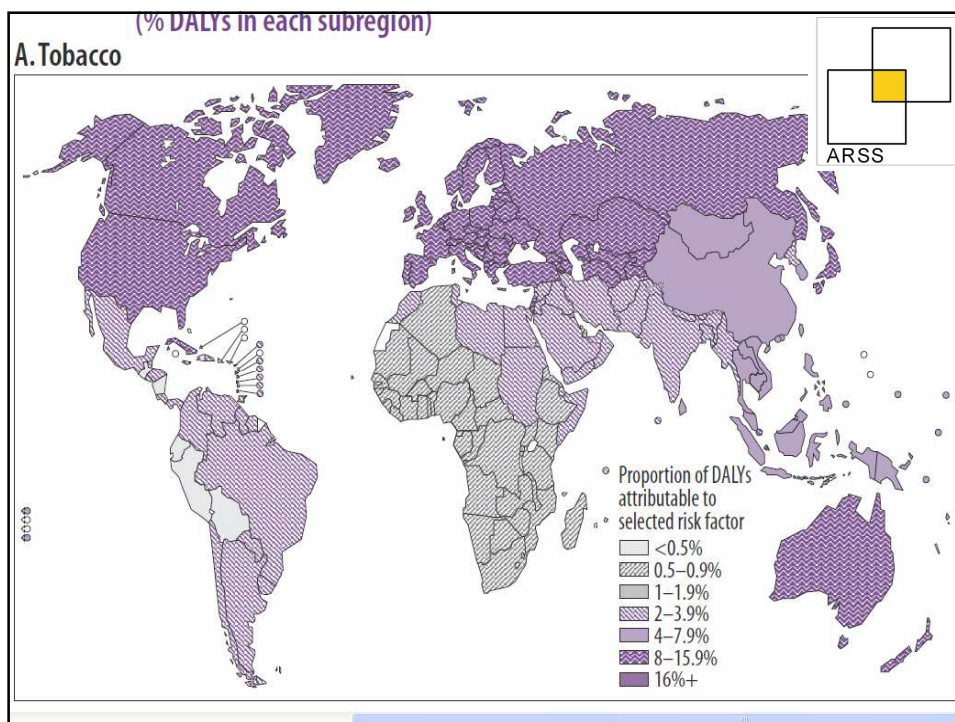 (% DALYs in each subregion)
A. Tobacco
ARSS
Proportion of DALYs
attributable to
selected risk factor
<0.5%
0.5–0.9%
1–1.9%
2–3.9%
4–7.9%
8–15.9%
16%+